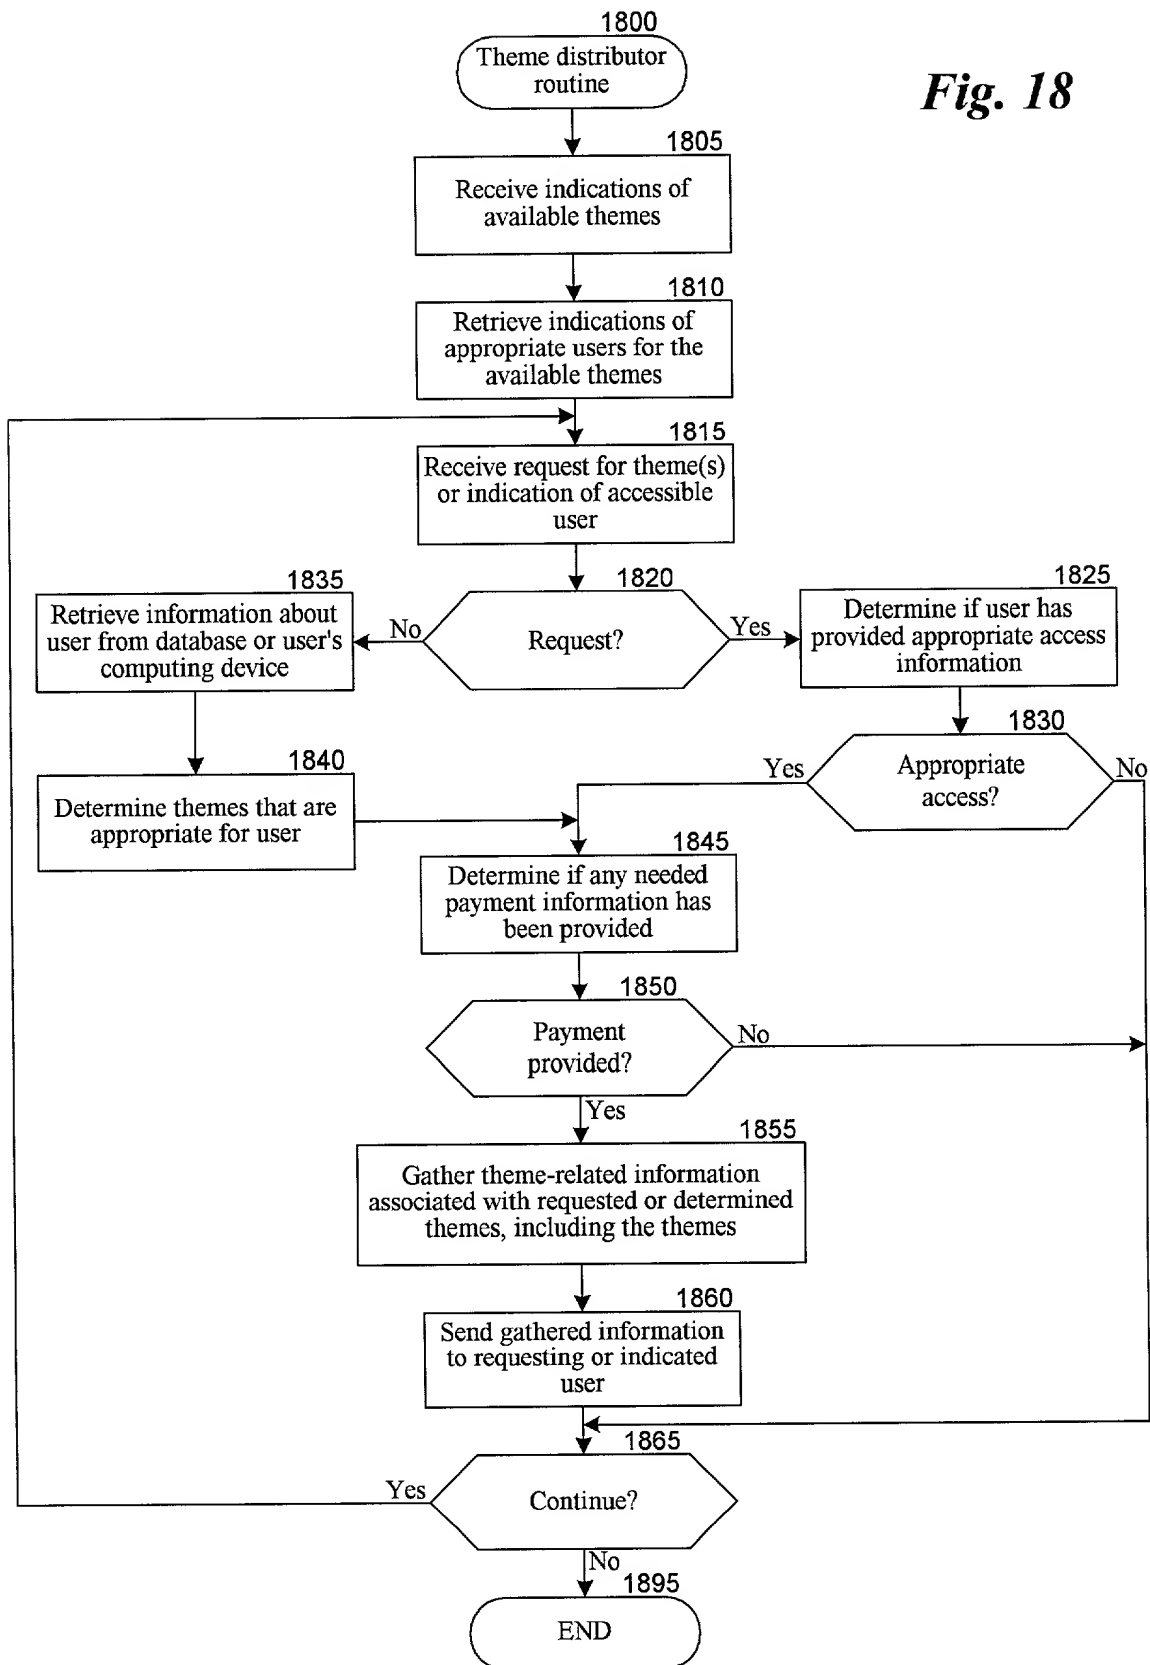 1800
Theme distributor
routine
Fig. 18
1805
Receive indications of
available themes
1810
Retrieve indications of
appropriate users for the
available themes
1815
Receive request for theme(s)
or indication of accessible
user
1820
Request?
No
Yes
1835
Retrieve information about
user from database or user's
computing device
1825
Determine if user has
provided appropriate access
information
1830
Appropriate
access?
Yes
No
1840
Determine themes that are
appropriate for user
1845
Determine if any needed
payment information has
been provided
1850
Payment
provided?
No
Yes
1855
Gather theme-related information
associated with requested or determined
themes, including the themes
1860
Send gathered information
to requesting or indicated
user
1865
Continue?
Yes
No
1895
END